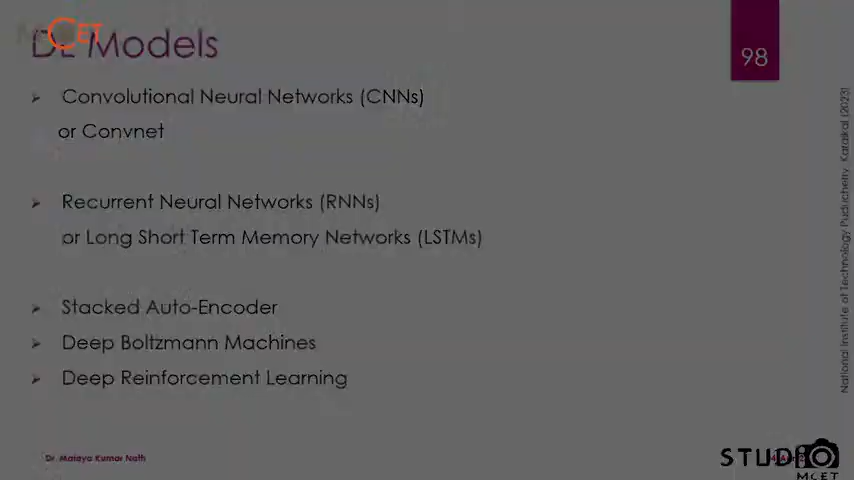 DL Models
98
Convolutional Neural Networks (CNNs)
or Convnet
Recurrent Neural Networks (RNNs)
or Long Short Term Memory Networks (LSTMs)
Stacked Auto-Encoder
Deep Boltzmann Machines
Deep Reinforcement Learning
National Institute of Technology Puducherry Karaikal (2023)
Dr. Malaya Kumar Nath
STUDIO
MCET